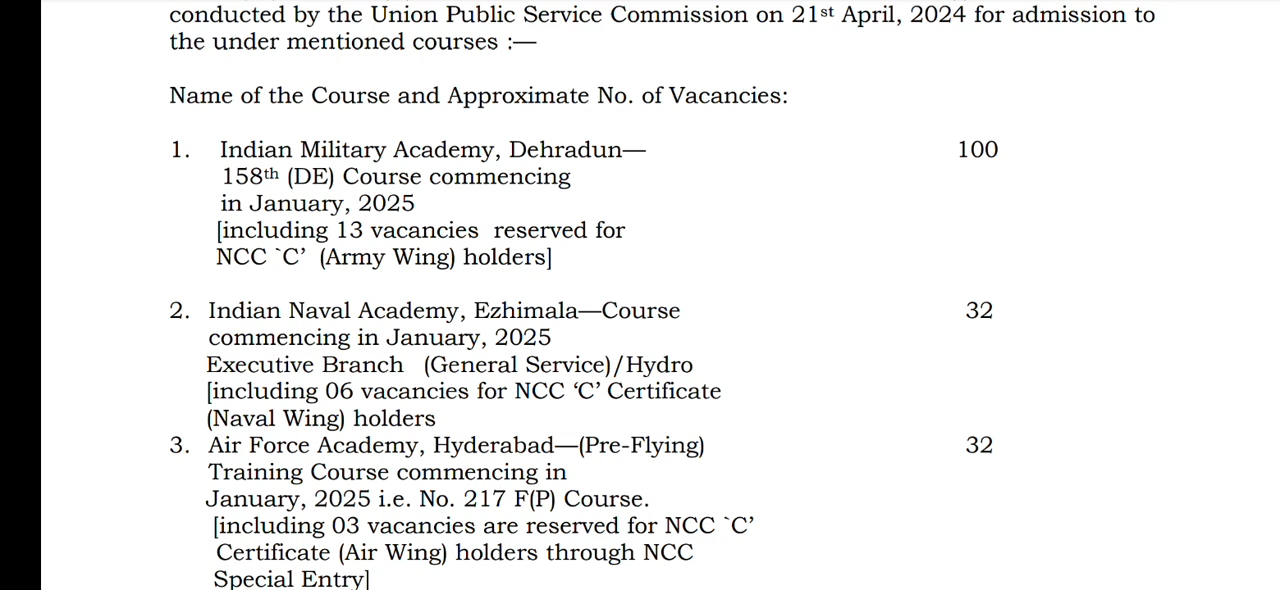 conducted by the Union Public Service Commission on 21st April, 2024 for admission to
the under mentioned courses :—
Name of the Course and Approximate No. of Vacancies:
1. Indian Military Academy, Dehradun— 100
158th (DE) Course commencing
in January, 2025
[including 13 vacancies reserved for
NCC `C’ (Army Wing) holders]
2. Indian Naval Academy, Ezhimala—Course 32
commencing in January, 2025
Executive Branch (General Service)/Hydro
[including 06 vacancies for NCC ‘C’ Certificate
(Naval Wing) holders
3. Air Force Academy, Hyderabad—(Pre-Flying) 32
Training Course commencing in
January, 2025 i.e. No. 217 F(P) Course.
[including 03 vacancies are reserved for NCC `C’
Certificate (Air Wing) holders through NCC
Special Entry]